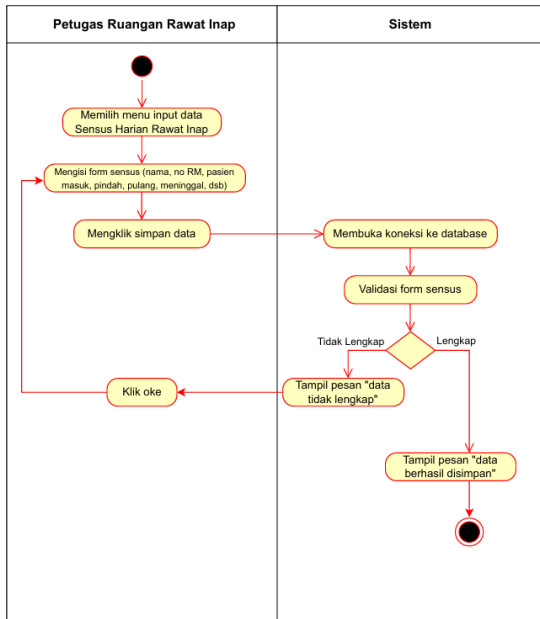 Petugas Ruangan Rawat Inap
Sistem
Memilih menu input data
Sensus Harian Rawat Inap
Mengisi form sensus (nama, no RM, pasien
masuk, pindah, pulang, meninggal, dsb)
Mengklik simpan data
Membuka koneksi ke database
Validasi form sensus
Tidak Lengkap
Lengkap
Klik oke
Tampil pesan "data
tidak lengkap"
Tampil pesan "data
berhasil disimpan"